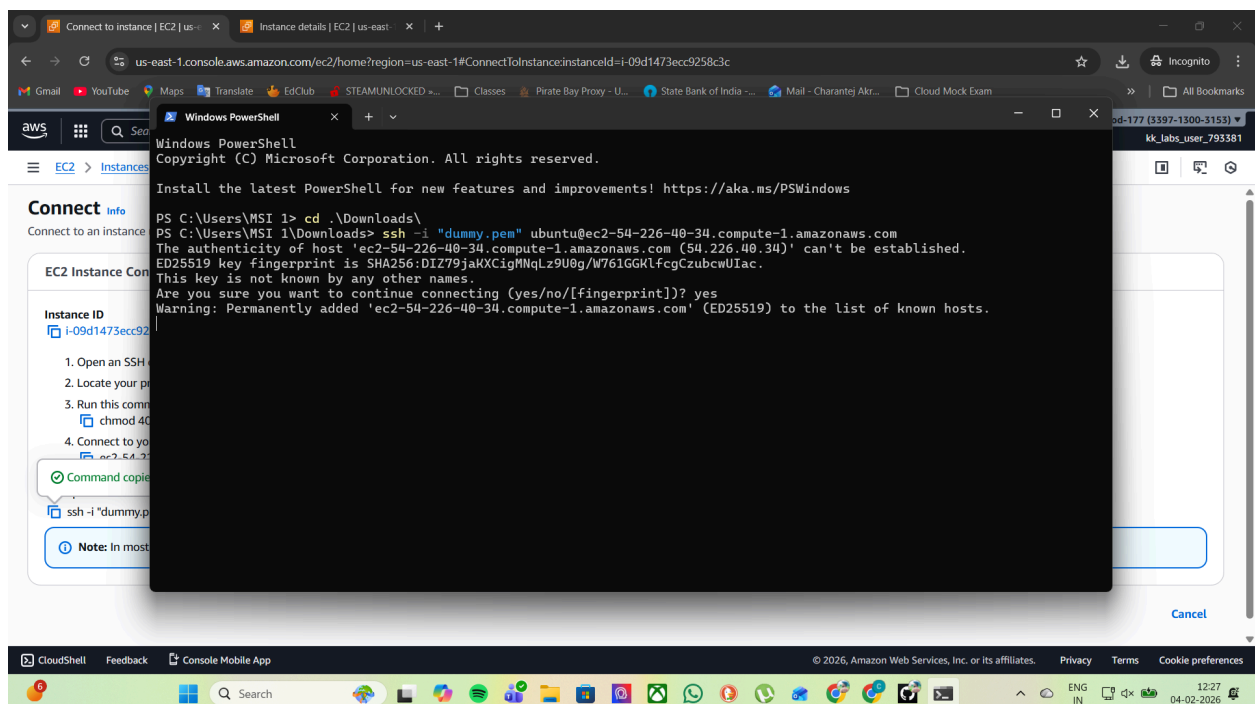 Connect to instance | EC2 | us-e
Instance details | EC2 | us-east-
us-east-1.console.aws.amazon.com/ec2/home?region=us-east-1#ConnectToInstance:instanceId=i-09d1473ecc9258c3c
Incognito
Gmail YouTube Maps Translate EdClub STEAMUNLOCKED »... Classes Pirate Bay Proxy - U... State Bank of India -... Mail - Charantej Akr... Cloud Mock Exam » All Bookmarks
aws Sea
od-177 (3397-1300-3153) ▼
kk_labs_user_793381
EC2 > Instances
Connect Info
Connect to an instance
EC2 Instance Con
Instance ID
i-09d1473ecc92
1. Open an SSH
2. Locate your pr
3. Run this comm
chmod 40
4. Connect to yo
ec2-54-22
Command copie
ssh -i "dummy.p
Note: In most
Windows PowerShell
Windows PowerShell
Copyright (C) Microsoft Corporation. All rights reserved.
Install the latest PowerShell for new features and improvements! https://aka.ms/PSWindows
PS C:\Users\MSI 1> cd .\Downloads\
PS C:\Users\MSI 1\Downloads> ssh -i "dummy.pem" ubuntu@ec2-54-226-40-34.compute-1.amazonaws.com
The authenticity of host 'ec2-54-226-40-34.compute-1.amazonaws.com (54.226.40.34)' can't be established.
ED25519 key fingerprint is SHA256:DIZ79jaKXCigMNqLz9U0g/W761GGKlfcgCzubcwUIac.
This key is not known by any other names.
Are you sure you want to continue connecting (yes/no/[fingerprint])? yes
Warning: Permanently added 'ec2-54-226-40-34.compute-1.amazonaws.com' (ED25519) to the list of known hosts.
Cancel
CloudShell Feedback Console Mobile App © 2026, Amazon Web Services, Inc. or its affiliates. Privacy Terms Cookie preferences
6
Search
ENG
IN
12:27
04-02-2026